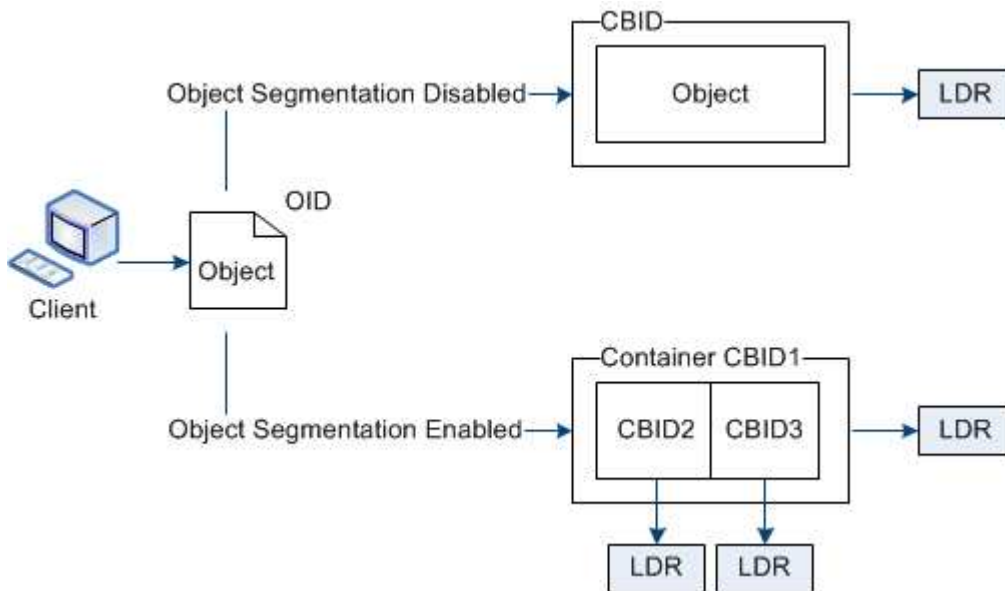 CBID
Object Segmentation Disabled
Object
LDR
OID
Object
Client
Container CBID1
Object Segmentation Enabled
CBID2
CBID3
LDR
LDR
LDR